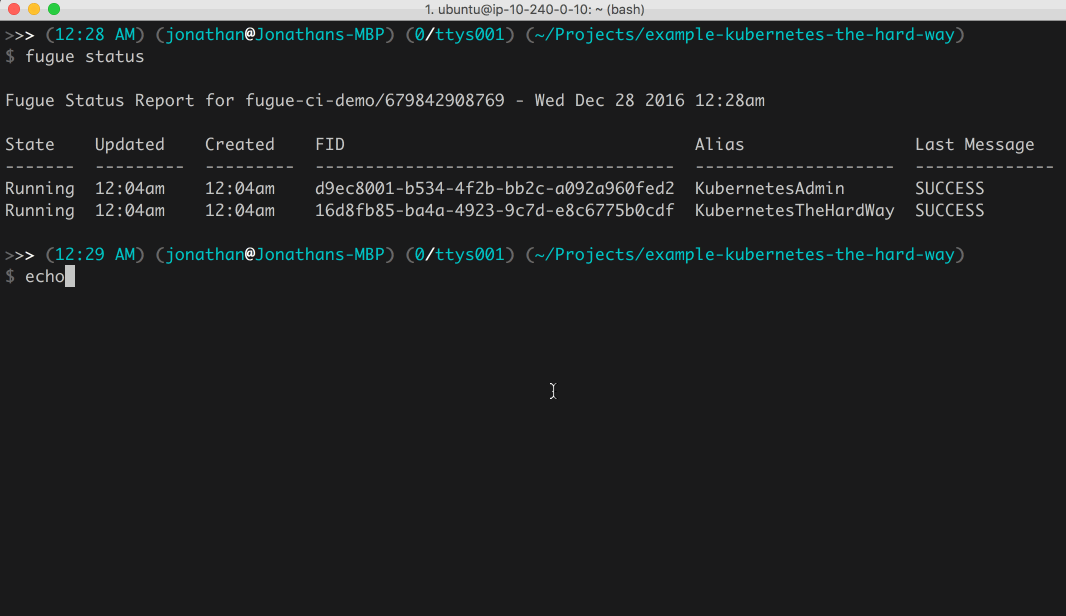 1. ubuntu@ip-10-240-0-10: ~ (bash)
>>> (12:28 AM) (jonathan@Jonathans-MBP) (0/ttys001) (~/Projects/example-kubernetes-the-hard-way)
$ fugue status
Fugue Status Report for fugue-ci-demo/679842908769 - Wed Dec 28 2016 12:28am
State Updated Created FID Alias Last Message
------- --------- --------- ------------------------------------ -------------------- --------------
Running 12:04am 12:04am d9ec8001-b534-4f2b-bb2c-a092a960fed2 KubernetesAdmin SUCCESS
Running 12:04am 12:04am 16d8fb85-ba4a-4923-9c7d-e8c6775b0cdf KubernetesTheHardWay SUCCESS
>>> (12:29 AM) (jonathan@Jonathans-MBP) (0/ttys001) (~/Projects/example-kubernetes-the-hard-way)
$ echo